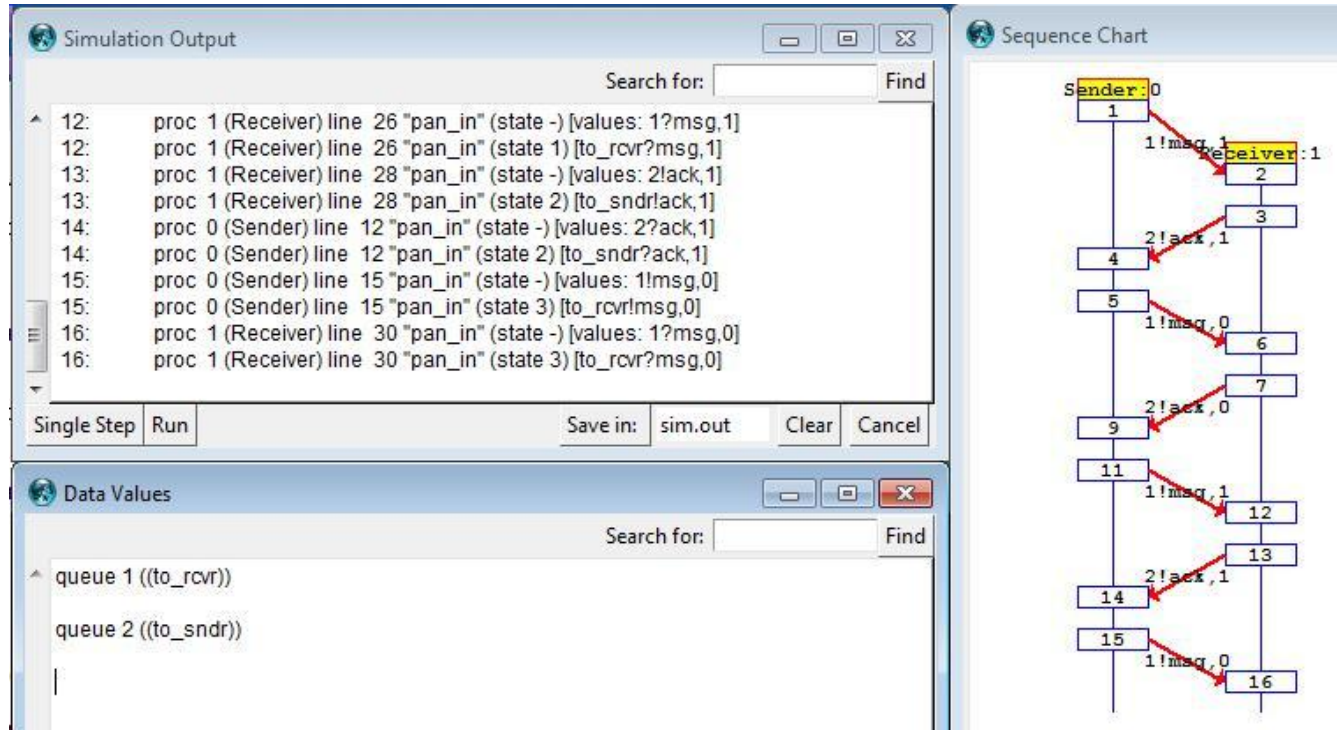 Simulation Output
Search for: Find
12: proc 1 (Receiver) line 26 "pan_in" (state -) [values: 1?msg,1]
12: proc 1 (Receiver) line 26 "pan_in" (state 1) [to_rcvr?msg,1]
13: proc 1 (Receiver) line 28 "pan_in" (state -) [values: 2!ack,1]
13: proc 1 (Receiver) line 28 "pan_in" (state 2) [to_sndr!ack,1]
14: proc 0 (Sender) line 12 "pan_in" (state -) [values: 2?ack,1]
14: proc 0 (Sender) line 12 "pan_in" (state 2) [to_sndr?ack,1]
15: proc 0 (Sender) line 15 "pan_in" (state -) [values: 1!msg,0]
15: proc 0 (Sender) line 15 "pan_in" (state 3) [to_rcvr!msg,0]
16: proc 1 (Receiver) line 30 "pan_in" (state -) [values: 1?msg,0]
16: proc 1 (Receiver) line 30 "pan_in" (state 3) [to_rcvr?msg,0]
Single Step Run Save in: sim.out Clear Cancel
Data Values
Search for: Find
queue 1 ((to_rcvr))
queue 2 ((to_sndr))
Sequence Chart
Sender:0
1
1!msg,1
Receiver:1
2
3
2!ack,1
4
5
1!msg,0
6
7
2!ack,0
9
11
1!msg,1
12
13
2!ack,1
14
15
1!msg,0
16